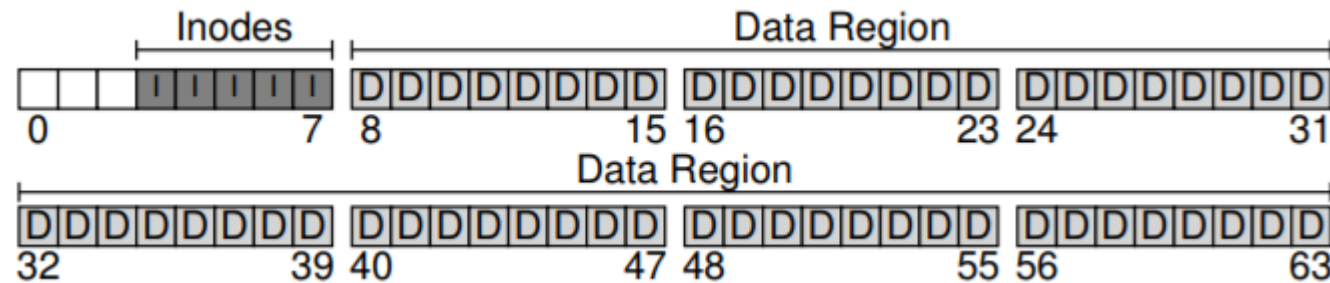 Inodes Data Region
I I I I I D D D D D D D D D D D D D D D D D D D D D D D D
0 7 8 15 16 23 24 31
Data Region
D D D D D D D D D D D D D D D D D D D D D D D D D D D D D D D D
32 39 40 47 48 55 56 63